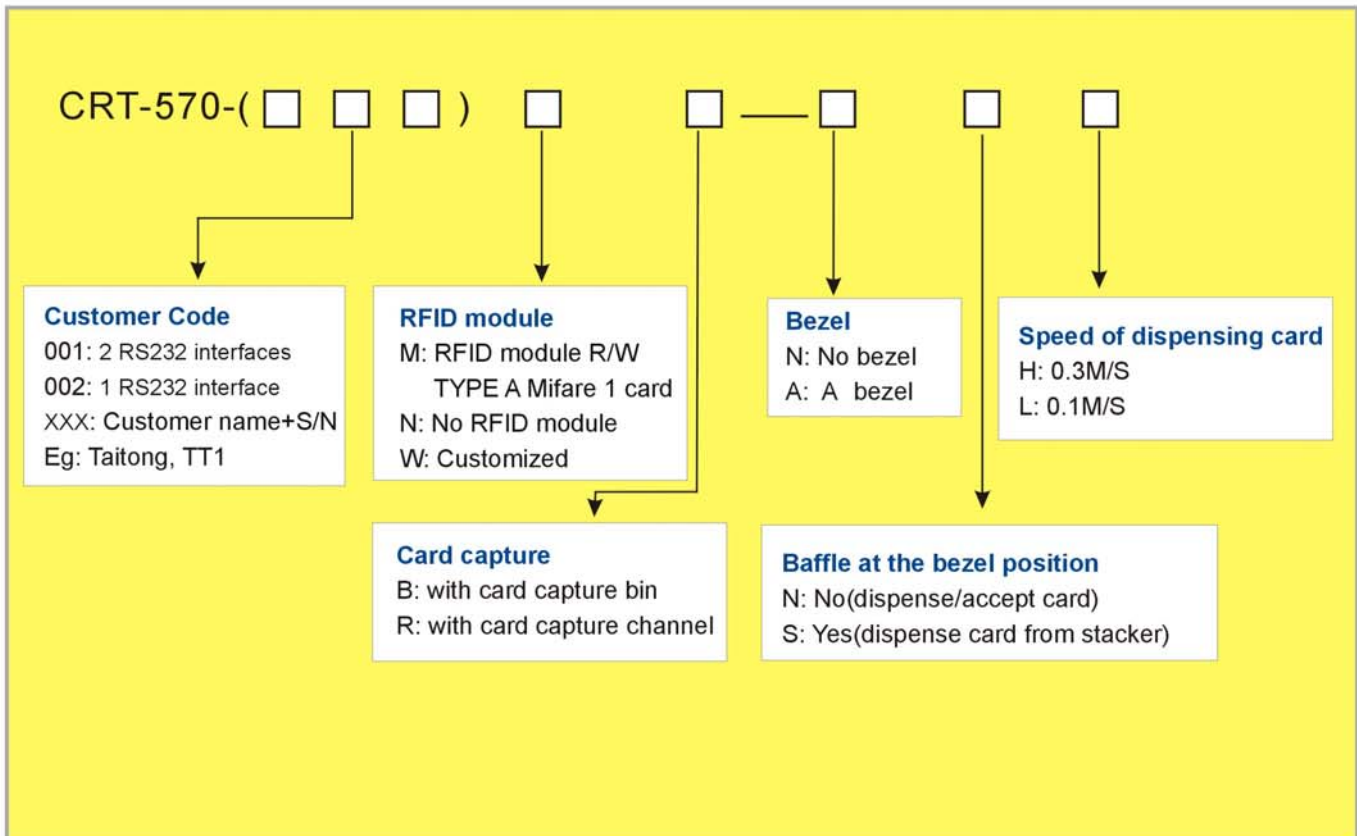 CRT-570-(□ □ □) □ □ — □ □ □
Customer Code
001: 2 RS232 interfaces
002: 1 RS232 interface
XXX: Customer name+S/N
Eg: Taitong, TT1
RFID module
M: RFID module R/W
TYPE A Mifare 1 card
N: No RFID module
W: Customized
Bezel
N: No bezel
A: A bezel
Speed of dispensing card
H: 0.3M/S
L: 0.1M/S
Card capture
B: with card capture bin
R: with card capture channel
Baffle at the bezel position
N: No(dispense/accept card)
S: Yes(dispense card from stacker)